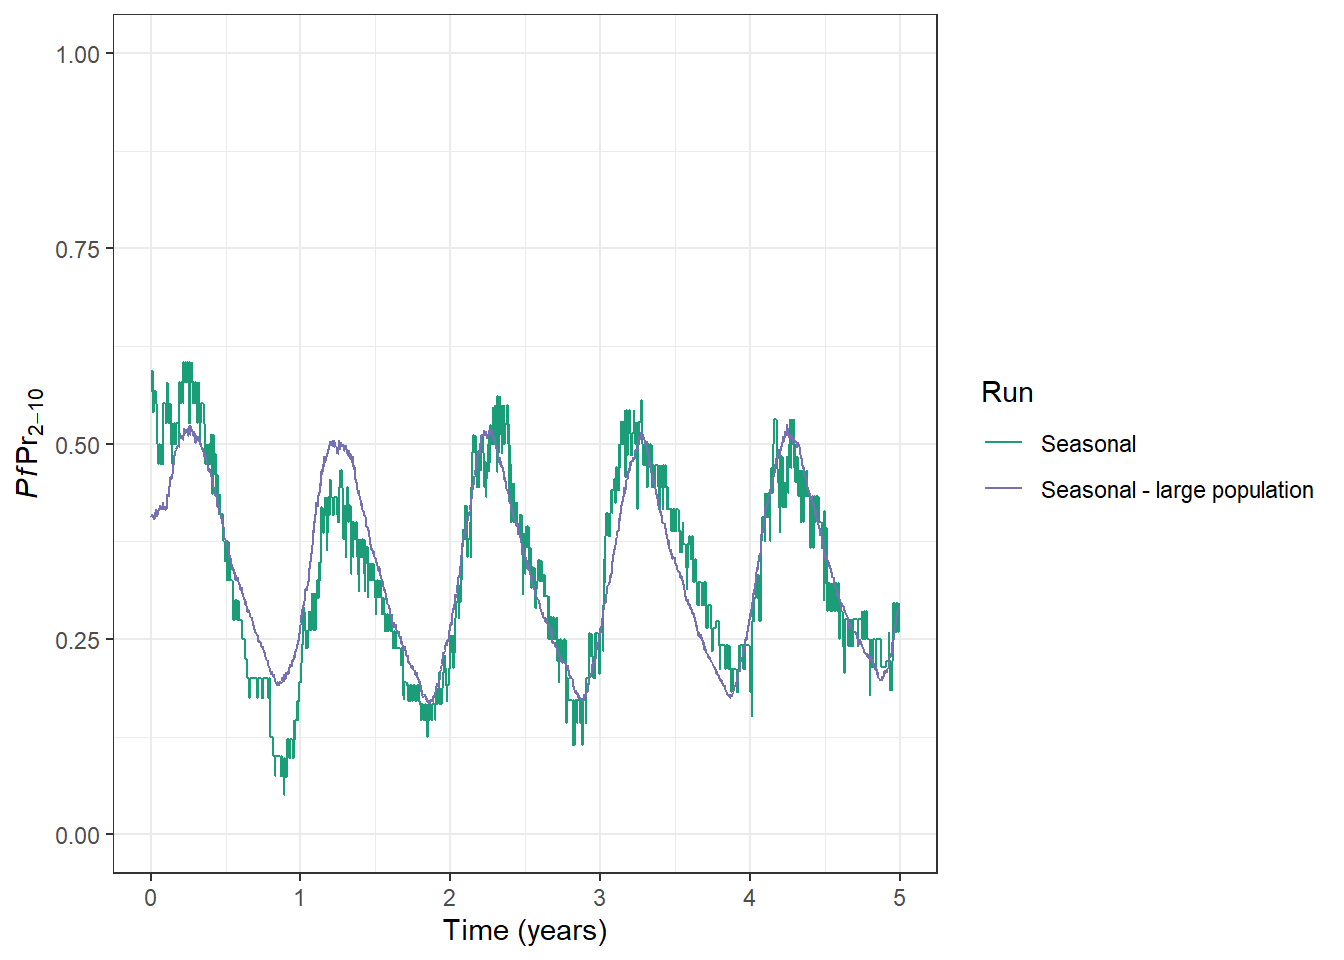 1.00
0.75
0.50
0.25
0.00
PfPr2−10
0
1
2
3
4
5
Time (years)
Run
Seasonal
Seasonal - large population